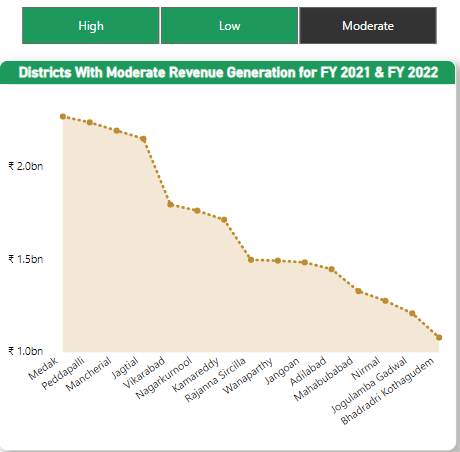 High
Low
Moderate
Districts With Moderate Revenue Generation for FY 2021 & FY 2022
₹ 2.0bn
₹ 1.5bn
₹ 1.0bn
Medak
Peddapalli
Mancherial
Jagtial
Vikarabad
Nagarkurnool
Kamareddy
Rajanna Sircilla
Wanaparthy
Jangoan
Adilabad
Mahabubabad
Nirmal
Jogulamba Gadwal
Bhadradri Kothagudem